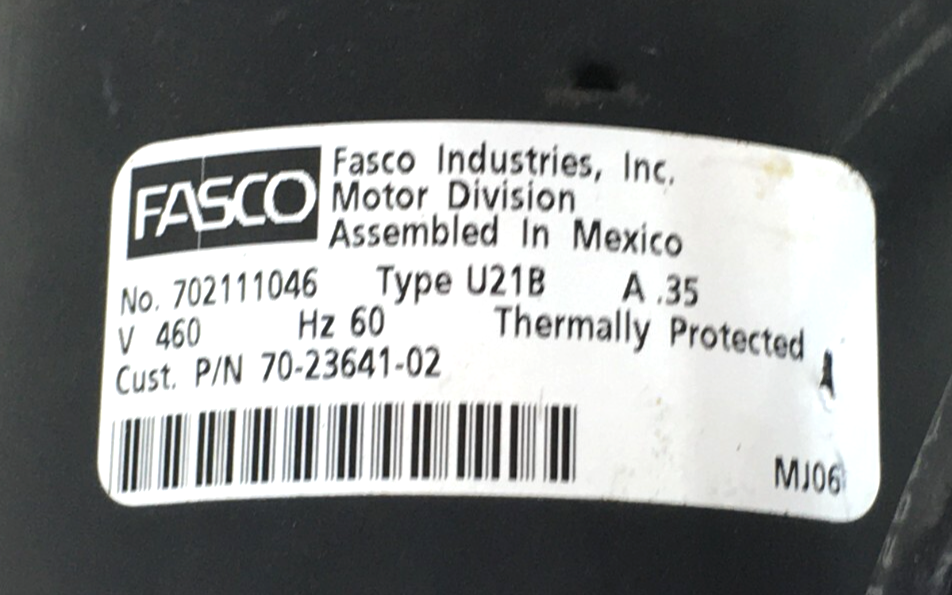 FASCO
Fasco Industries, Inc.
Motor Division
Assembled In Mexico
No. 702111046 Type U21B A .35
V 460 Hz 60 Thermally Protected
Cust. P/N 70-23641-02
MJ06